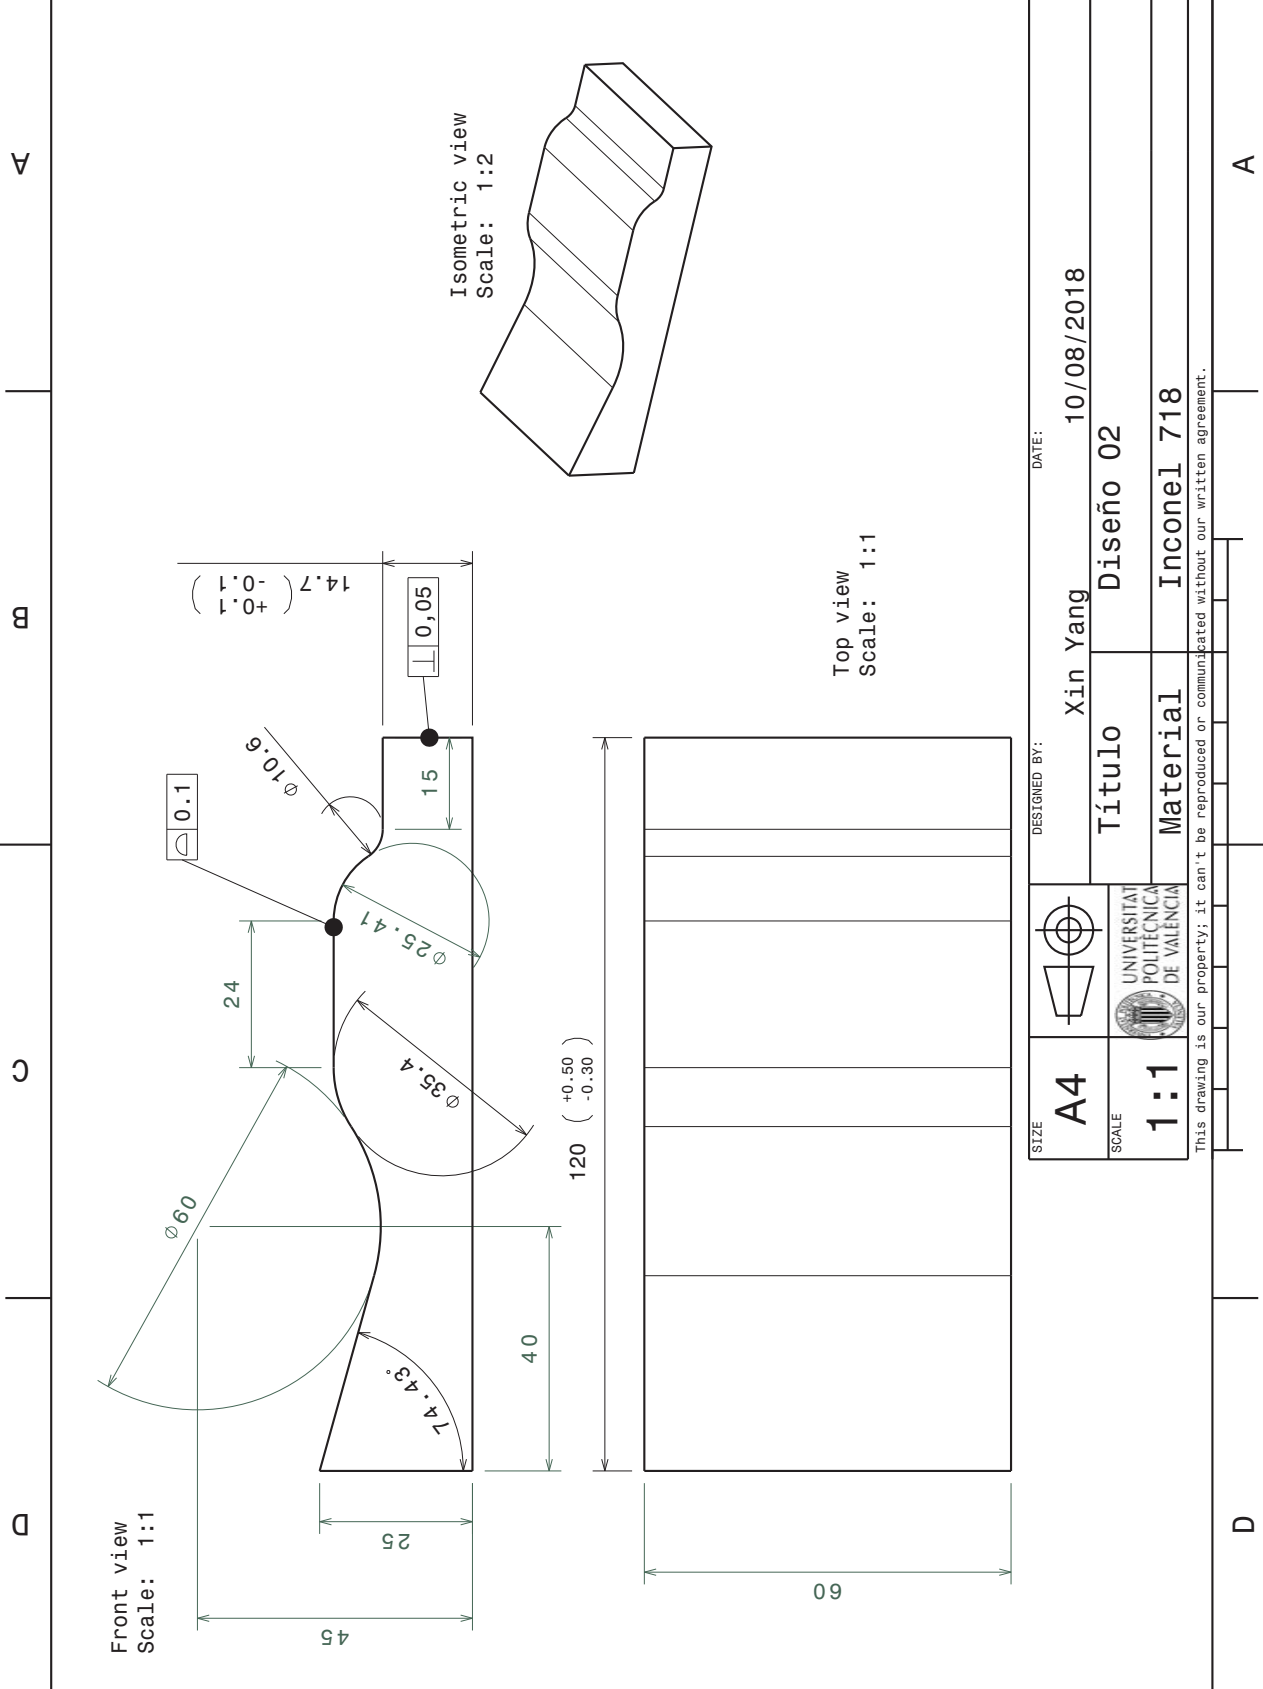 D
C
B
A
Front view
Scale: 1:1
45
25
Ø60
24
⌓ 0.1
Ø10.6
14.7 ( +0.1 -0.1 )
⊥ 0,05
15
Ø25.41
Ø35.4
74.43°
40
120 ( +0.50 -0.30 )
60
Isometric view
Scale: 1:2
Top view
Scale: 1:1
SIZE
A4
SCALE
1:1
UNIVERSITAT
POLITÈCNICA
DE VALÈNCIA
DESIGNED BY:
Xin Yang
DATE:
10/08/2018
Título
Diseño 02
Material
Inconel 718
This drawing is our property; it can't be reproduced or communicated without our written agreement.
D
A